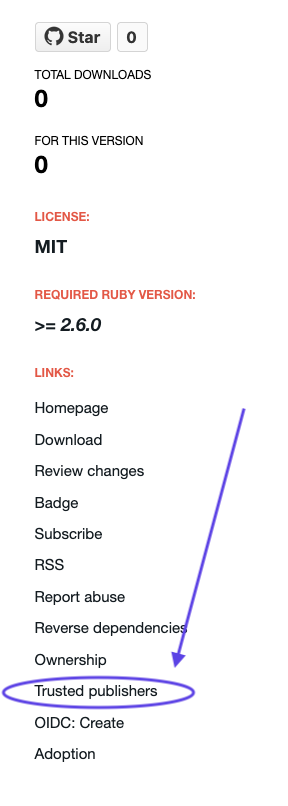 Star 0
TOTAL DOWNLOADS
0
FOR THIS VERSION
0
LICENSE:
MIT
REQUIRED RUBY VERSION:
>= 2.6.0
LINKS:
Homepage
Download
Review changes
Badge
Subscribe
RSS
Report abuse
Reverse dependencies
Ownership
Trusted publishers
OIDC: Create
Adoption